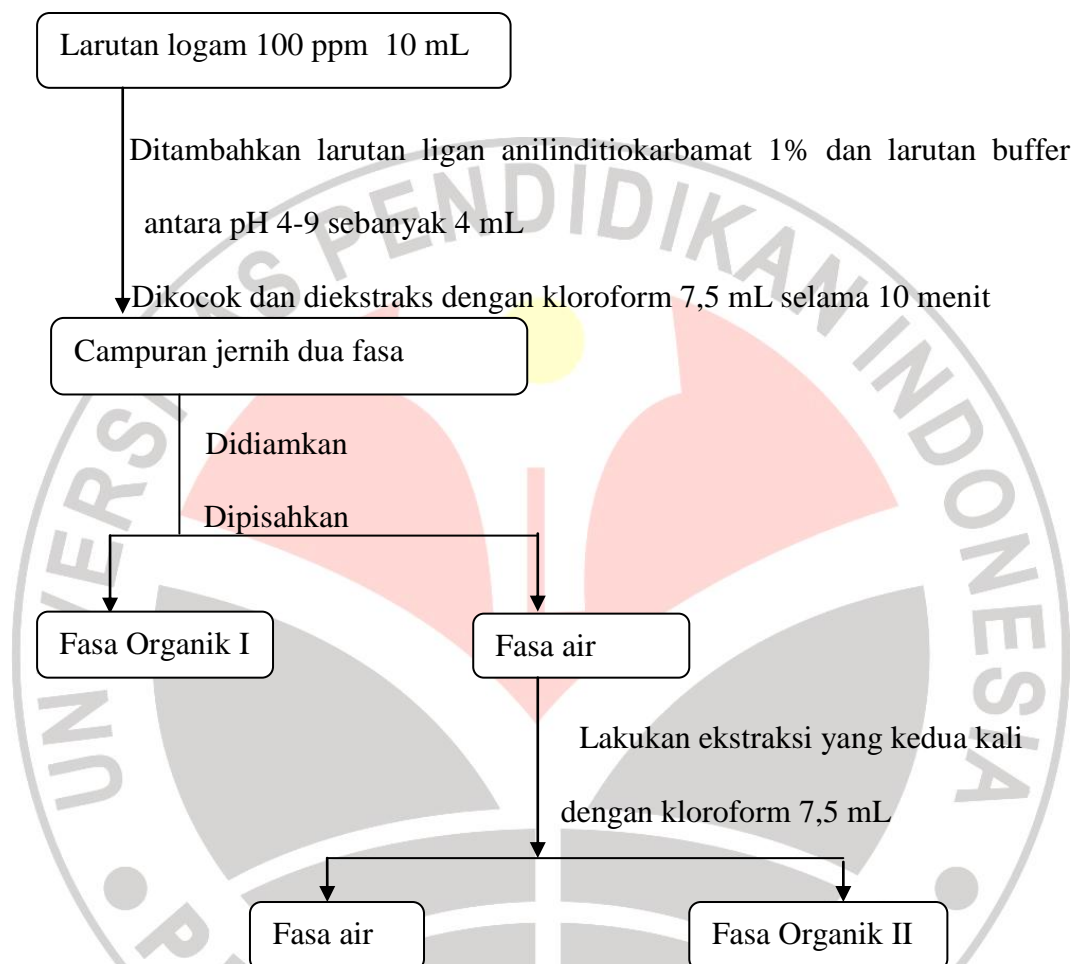 Larutan logam 100 ppm 10 mL
Ditambahkan larutan ligan anilinditiokarbamat 1% dan larutan buffer
antara pH 4-9 sebanyak 4 mL
Dikocok dan diekstraks dengan kloroform 7,5 mL selama 10 menit
Campuran jernih dua fasa
Didiamkan
Dipisahkan
Fasa Organik I
Fasa air
Lakukan ekstraksi yang kedua kali
dengan kloroform 7,5 mL
Fasa air
Fasa Organik II
UNIVERSITAS PENDIDIKAN INDONESIA